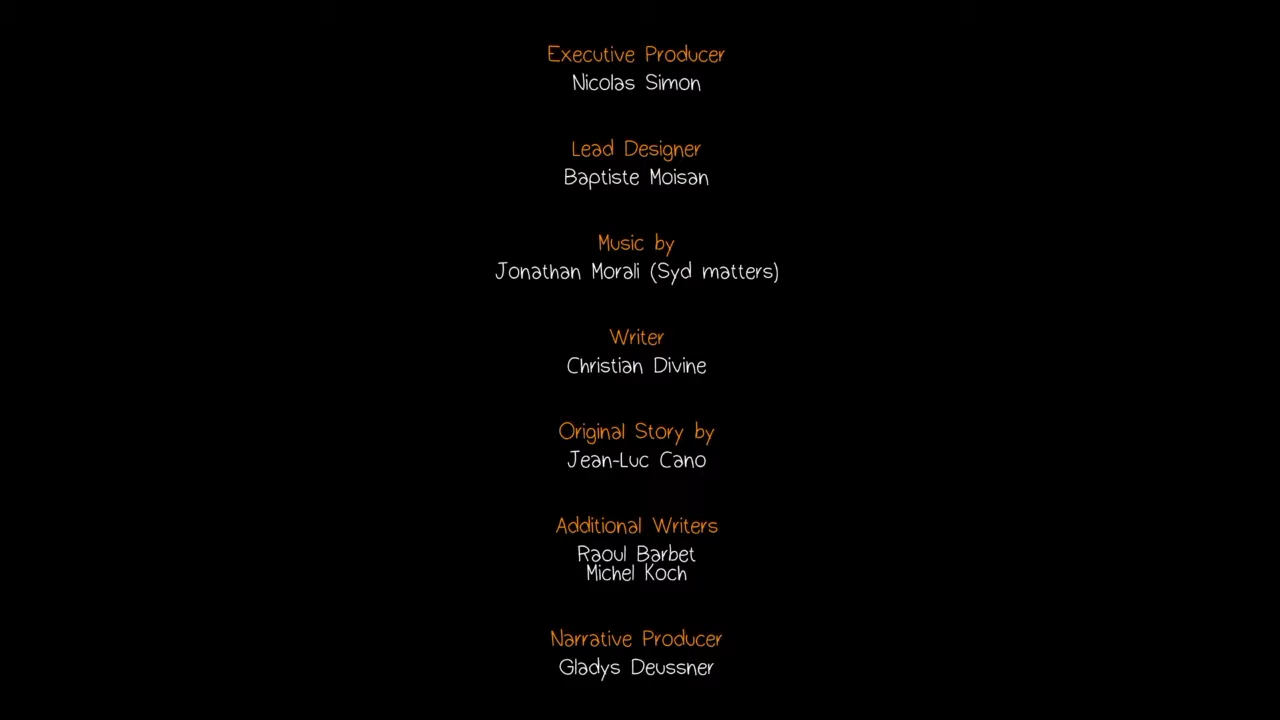 Executive Producer
Nicolas Simon
Lead Designer
Baptiste Moisan
Music by
Jonathan Morali (Syd matters)
Writer
Christian Divine
Original Story by
Jean-Luc Cano
Additional Writers
Raoul Barbet
Michel Koch
Narrative Producer
Gladys Deussner